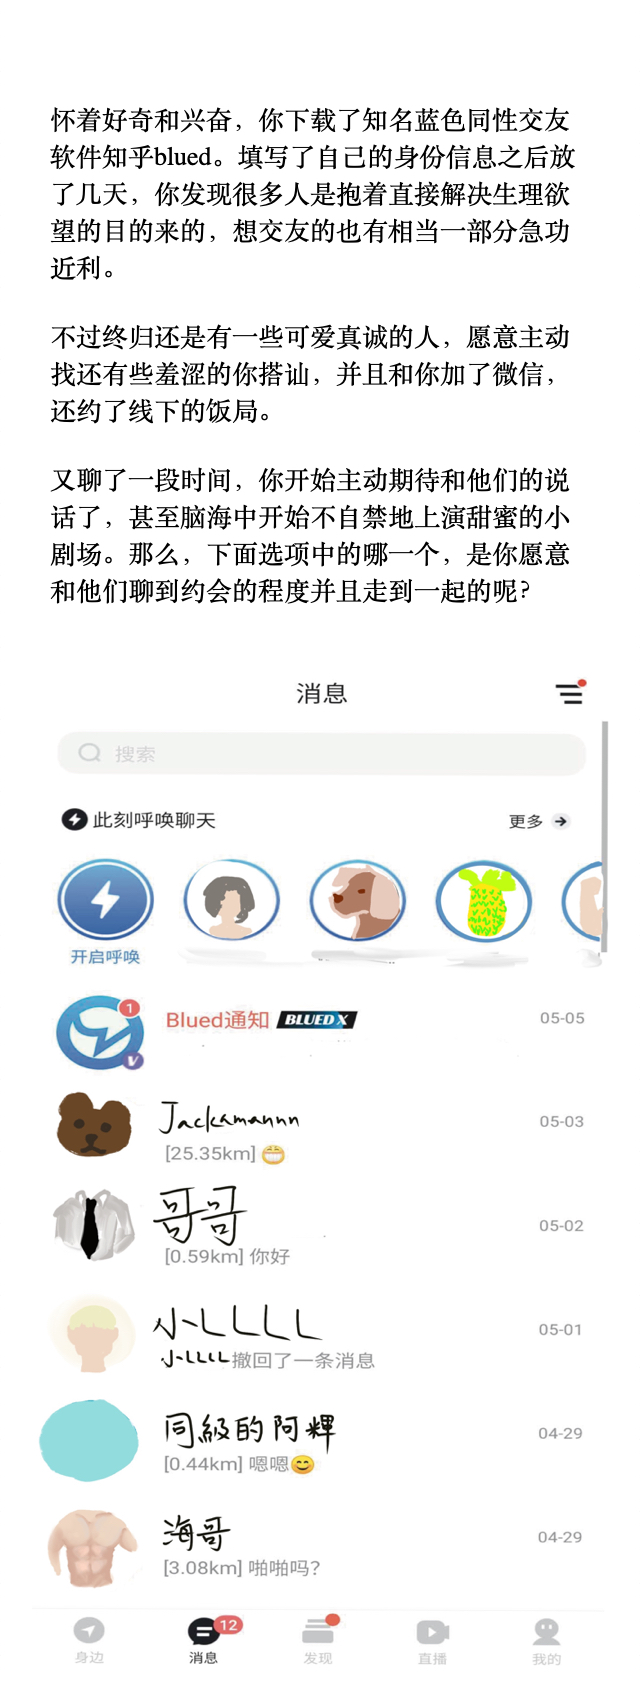 怀着好奇和兴奋，你下载了知名蓝色同性交友
软件知乎blued。填写了自己的身份信息之后放
了几天，你发现很多人是抱着直接解决生理欲
望的目的来的，想交友的也有相当一部分急功
近利。
不过终归还是有一些可爱真诚的人，愿意主动
找还有些羞涩的你搭讪，并且和你加了微信，
还约了线下的饭局。
又聊了一段时间，你开始主动期待和他们的说
话了，甚至脑海中开始不自禁地上演甜蜜的小
剧场。那么，下面选项中的哪一个，是你愿意
和他们聊到约会的程度并且走到一起的呢？
消息
搜索
此刻呼唤聊天 更多
开启呼唤
1
Blued通知 BLUED X 05-05
V
Jackamannn 05-03
[25.35km] 😁
哥哥 05-02
[0.59km] 你好
小LLLL 05-01
小LLLL撤回了一条消息
同級的阿輝 04-29
[0.44km] 嗯嗯😊
海哥 04-29
[3.08km] 啪啪吗？
12
身边 消息 发现 直播 我的